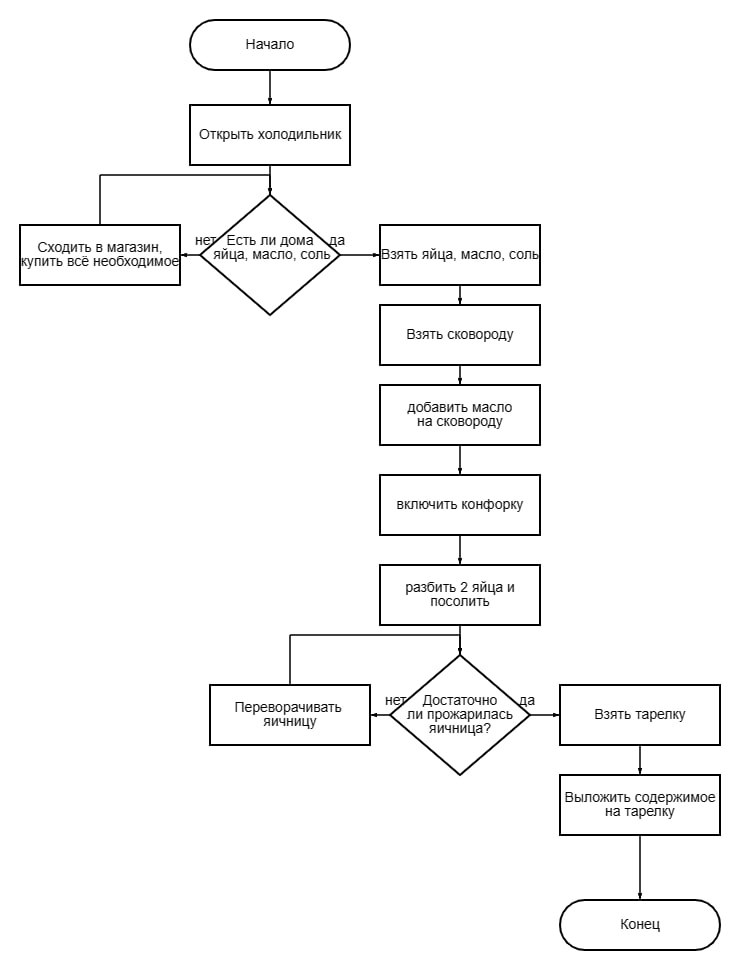 Начало
Открыть холодильник
Сходить в магазин,
купить всё необходимое
нет
Есть ли дома
яйца, масло, соль
да
Взять яйца, масло, соль
Взять сковороду
добавить масло
на сковороду
включить конфорку
разбить 2 яйца и
посолить
Переворачивать
яичницу
нет
Достаточно
ли прожарилась
яичница?
да
Взять тарелку
Выложить содержимое
на тарелку
Конец